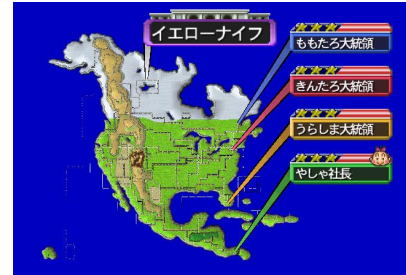 イエローナイフ
ももたろ大統領
きんたろ大統領
うらしま大統領
やしゃ社長